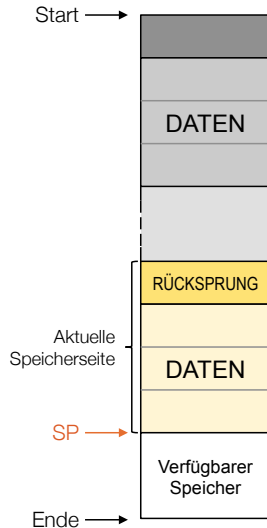 Start
DATEN
RÜCKSPRUNG
Aktuelle
Speicherseite
DATEN
SP
Verfügbarer
Speicher
Ende